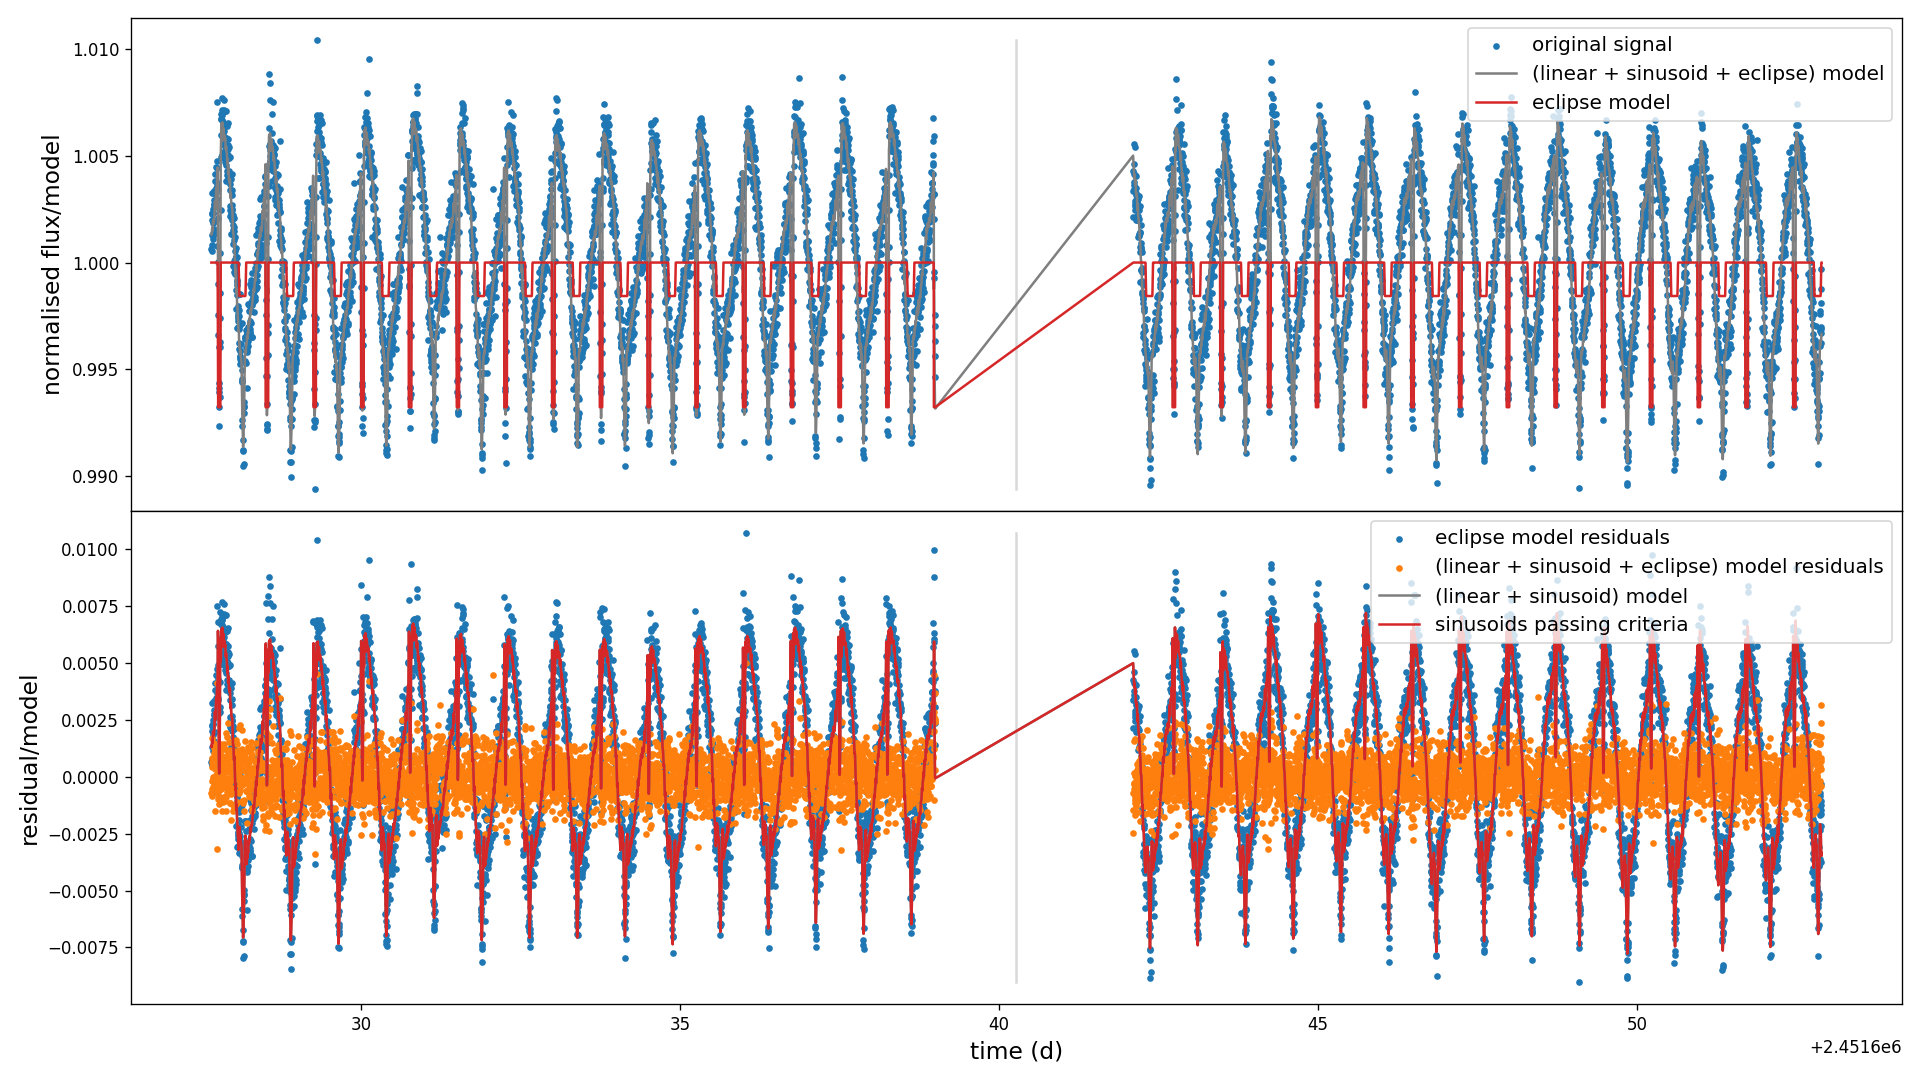 1.010
1.005
1.000
0.995
0.990
normalised flux/model
original signal
(linear + sinusoid + eclipse) model
eclipse model
0.0100
0.0075
0.0050
0.0025
0.0000
−0.0025
−0.0050
−0.0075
residual/model
eclipse model residuals
(linear + sinusoid + eclipse) model residuals
(linear + sinusoid) model
sinusoids passing criteria
30 35 40 45 50
time (d)
+2.4516e6